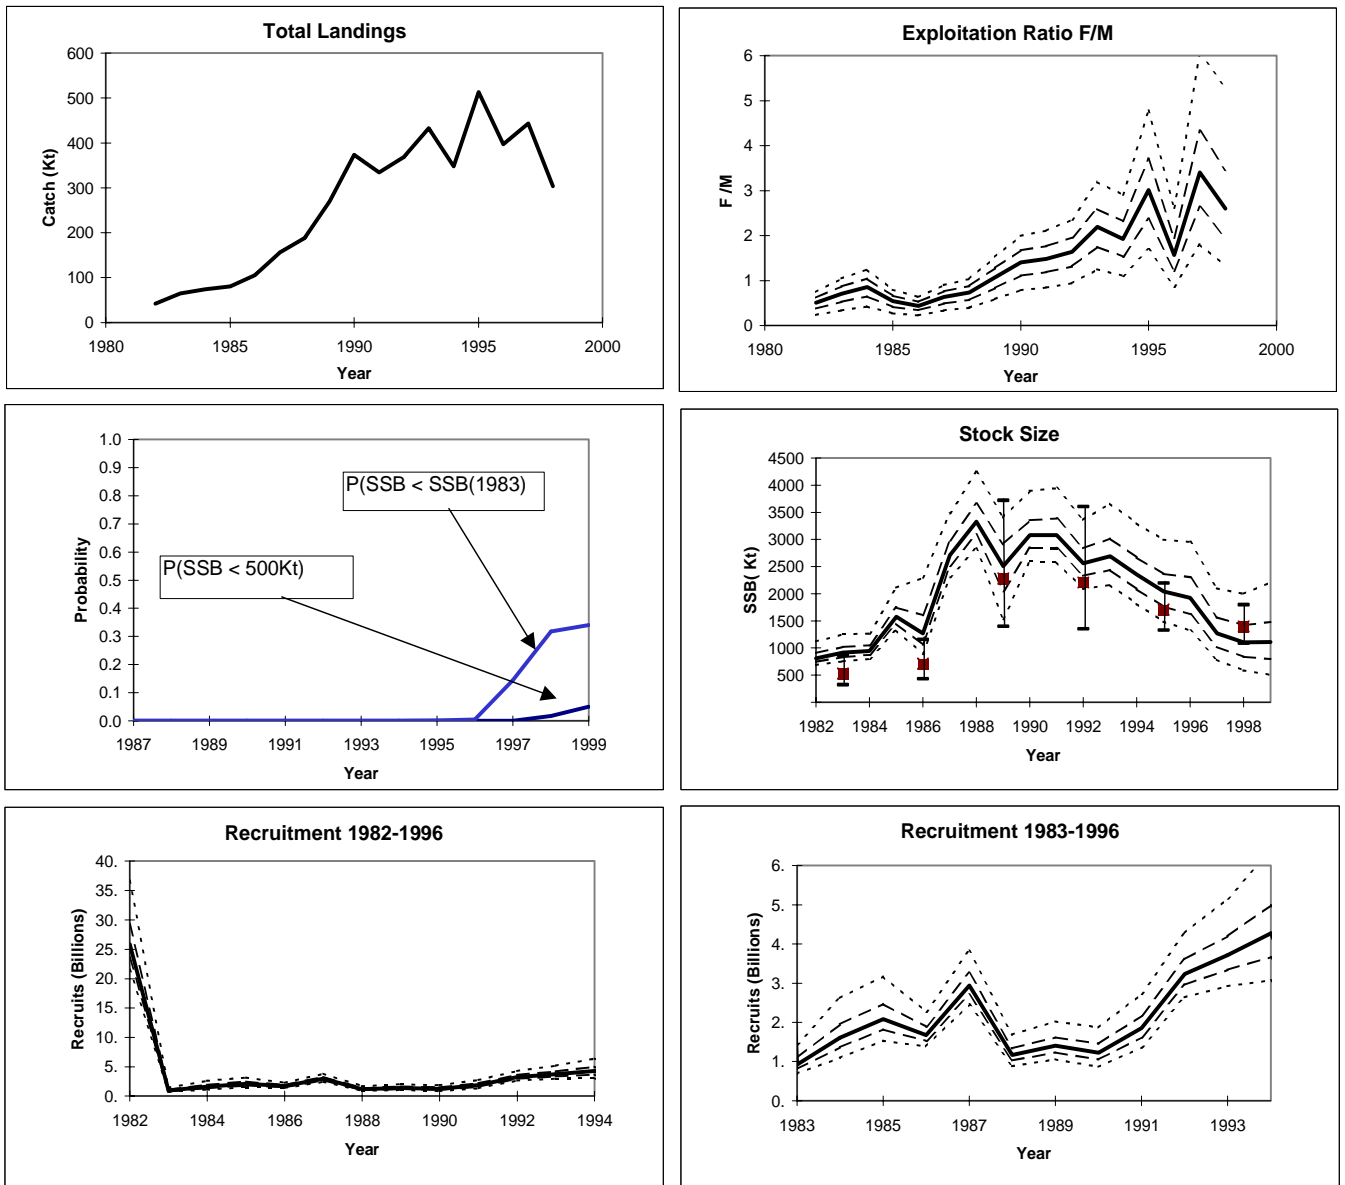 Total Landings
600
500
400
300
200
100
0
Catch (Kt)
1980 1985 1990 1995 2000
Year
Exploitation Ratio F/M
6
5
4
3
2
1
0
F /M
1980 1985 1990 1995 2000
Year
1.0
0.9
0.8
0.7
0.6
0.5
0.4
0.3
0.2
0.1
0.0
Probability
P(SSB < SSB(1983)
P(SSB < 500Kt)
1987 1989 1991 1993 1995 1997 1999
Year
Stock Size
4500
4000
3500
3000
2500
2000
1500
1000
500
SSB( Kt)
1982 1984 1986 1988 1990 1992 1994 1996 1998
Year
Recruitment 1982-1996
40.
35.
30.
25.
20.
15.
10.
5.
0.
Recruits (Billions)
1982 1984 1986 1988 1990 1992 1994
Year
Recruitment 1983-1996
6.
5.
4.
3.
2.
1.
0.
Recruits (Billions)
1983 1985 1987 1989 1991 1993
Year